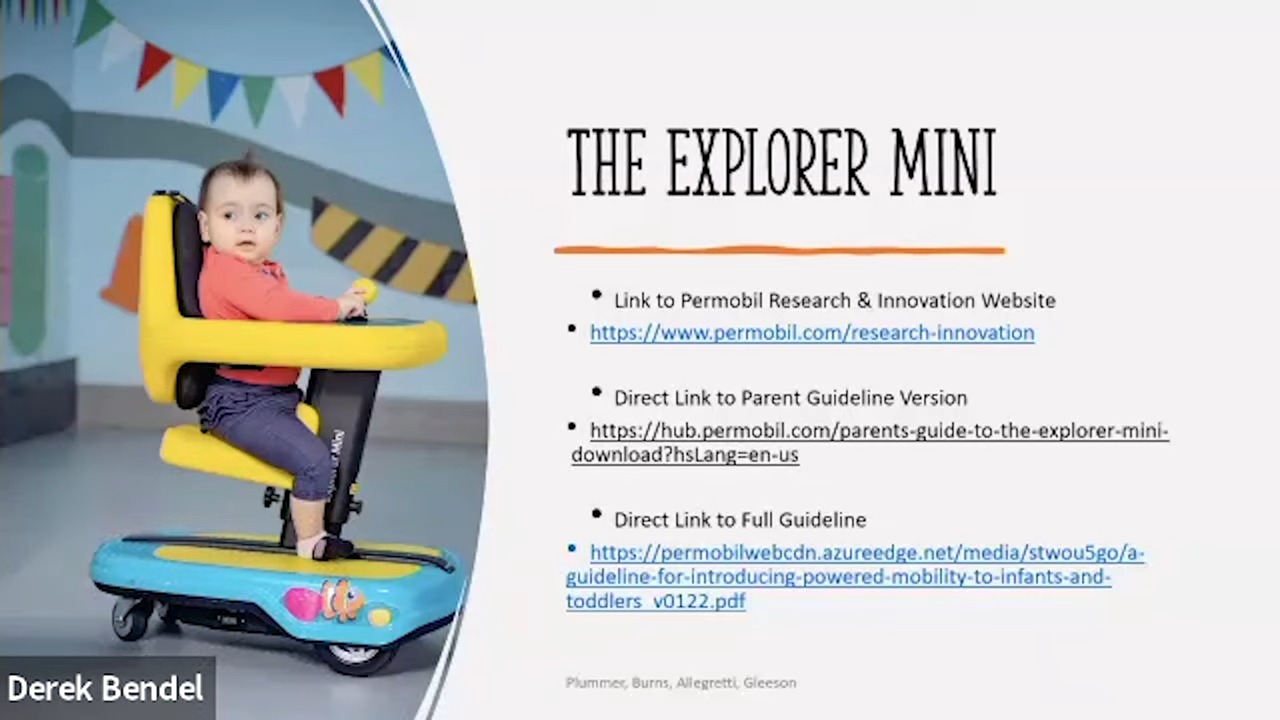 THE EXPLORER MINI
• Link to Permobil Research & Innovation Website
• https://www.permobil.com/research-innovation
• Direct Link to Parent Guideline Version
• https://hub.permobil.com/parents-guide-to-the-explorer-mini-
download?hsLang=en-us
• Direct Link to Full Guideline
• https://permobilwebcdn.azureedge.net/media/stwou5go/a-
guideline-for-introducing-powered-mobility-to-infants-and-
toddlers_v0122.pdf
Plummer, Burns, Allegretti, Gleeson
Derek Bendel
Explorer Mini